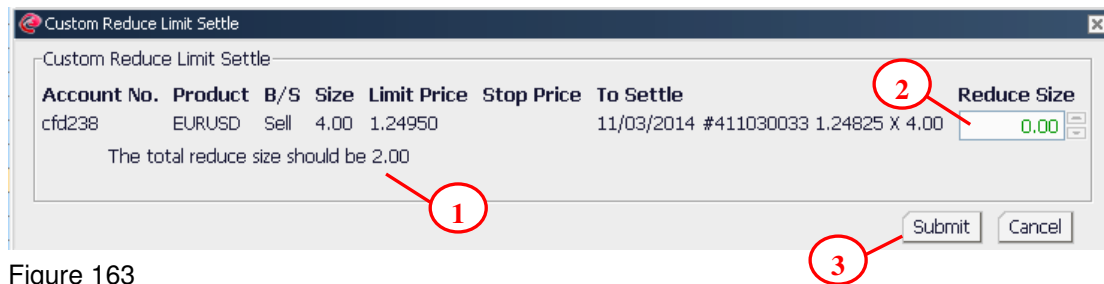 Custom Reduce Limit Settle
Custom Reduce Limit Settle
Account No. Product B/S Size Limit Price Stop Price To Settle Reduce Size
cfd238 EURUSD Sell 4.00 1.24950 11/03/2014 #411030033 1.24825 X 4.00 0.00
The total reduce size should be 2.00
1
2
Submit Cancel
3
Figure 163